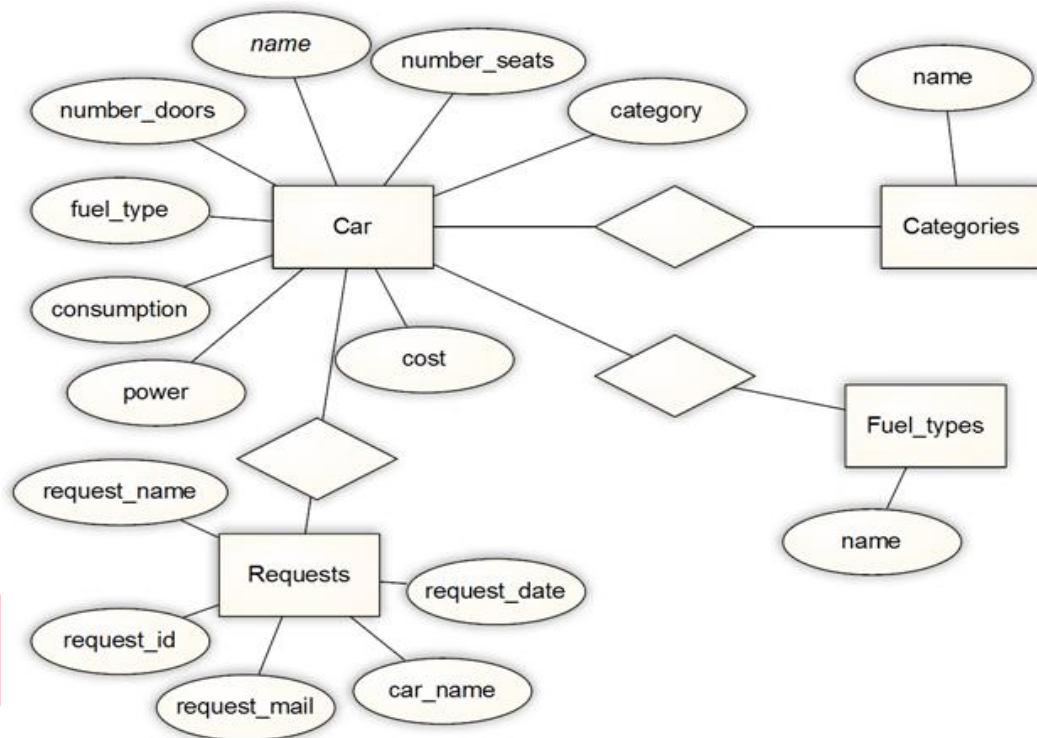 name
number_seats
name
number_doors
category
fuel_type
Car
Categories
consumption
cost
power
Fuel_types
request_name
name
Requests
request_date
request_id
car_name
request_mail